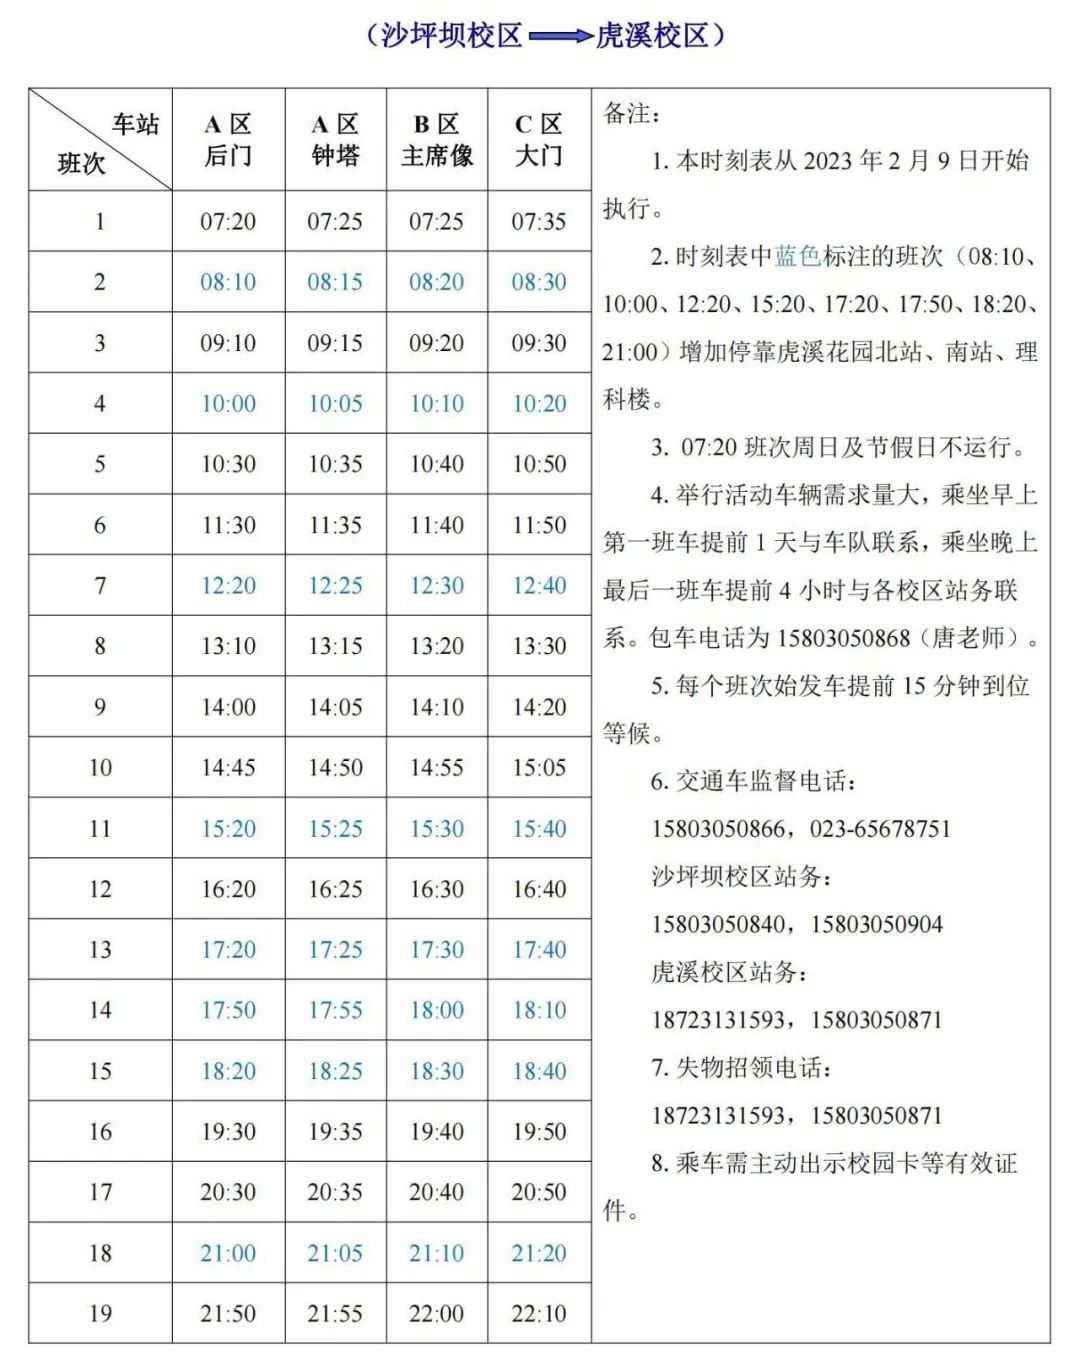 （沙坪坝校区 虎溪校区）
车站
班次
A 区
后门
A 区
钟塔
B 区
主席像
C 区
大门
1 07:20 07:25 07:25 07:35
2 08:10 08:15 08:20 08:30
3 09:10 09:15 09:20 09:30
4 10:00 10:05 10:10 10:20
5 10:30 10:35 10:40 10:50
6 11:30 11:35 11:40 11:50
7 12:20 12:25 12:30 12:40
8 13:10 13:15 13:20 13:30
9 14:00 14:05 14:10 14:20
10 14:45 14:50 14:55 15:05
11 15:20 15:25 15:30 15:40
12 16:20 16:25 16:30 16:40
13 17:20 17:25 17:30 17:40
14 17:50 17:55 18:00 18:10
15 18:20 18:25 18:30 18:40
16 19:30 19:35 19:40 19:50
17 20:30 20:35 20:40 20:50
18 21:00 21:05 21:10 21:20
19 21:50 21:55 22:00 22:10
备注：
1. 本时刻表从 2023 年 2 月 9 日开始
执行。
2. 时刻表中蓝色标注的班次（08:10、
10:00、12:20、15:20、17:20、17:50、18:20、
21:00）增加停靠虎溪花园北站、南站、理
科楼。
3. 07:20 班次周日及节假日不运行。
4. 举行活动车辆需求量大，乘坐早上
第一班车提前 1 天与车队联系，乘坐晚上
最后一班车提前 4 小时与各校区站务联
系。包车电话为 15803050868（唐老师）。
5. 每个班次始发车提前 15 分钟到位
等候。
6. 交通车监督电话：
15803050866，023-65678751
沙坪坝校区站务：
15803050840，15803050904
虎溪校区站务：
18723131593，15803050871
7. 失物招领电话：
18723131593，15803050871
8. 乘车需主动出示校园卡等有效证
件。